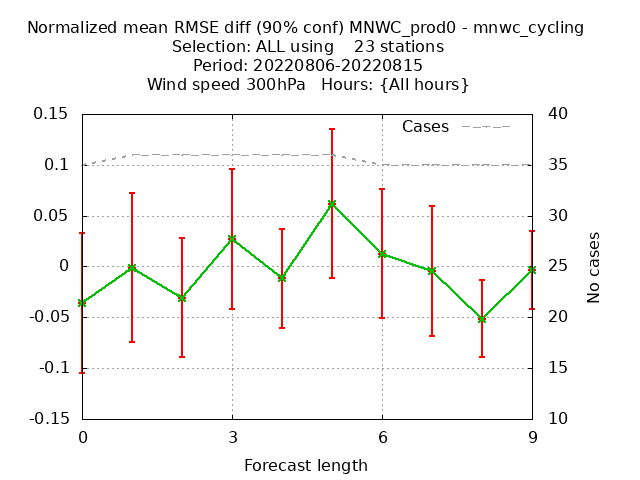 Normalized mean RMSE diff (90% conf) MNWC_prod0 - mnwc_cycling
Selection: ALL using    23 stations
Period: 20220806-20220815
Wind speed 300hPa   Hours: {All hours}
0.15
0.1
0.05
0
-0.05
-0.1
-0.15
40
35
30
25
20
15
10
Cases
No cases
0
3
6
9
Forecast length